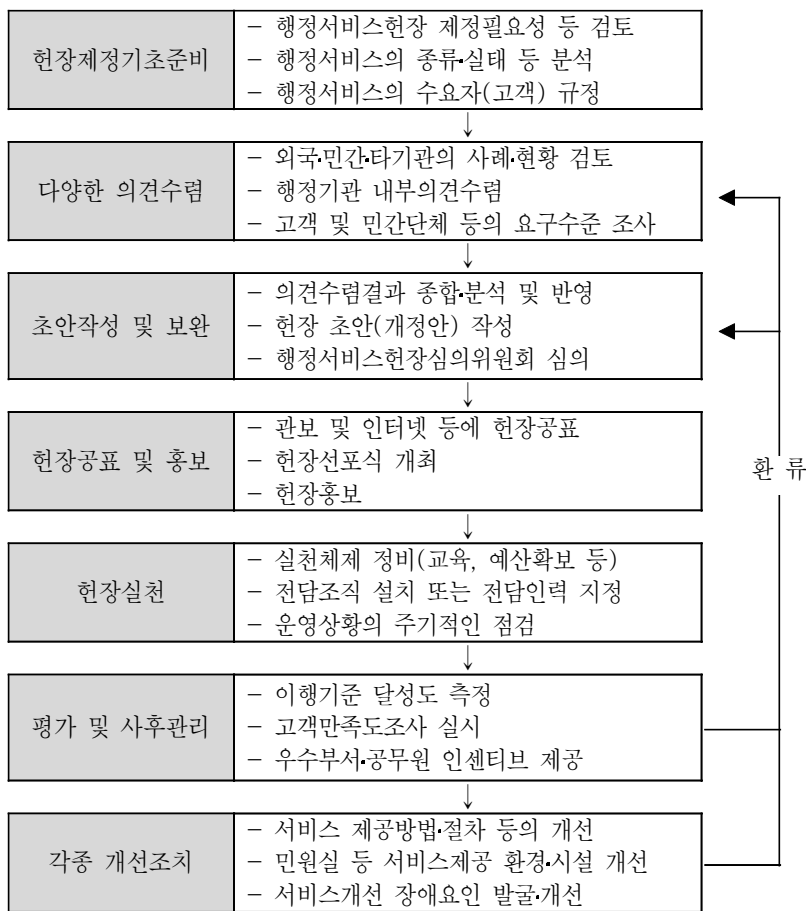 헌장제정기초준비
– 행정서비스헌장 제정필요성 등 검토
– 행정서비스의 종류·실태 등 분석
– 행정서비스의 수요자(고객) 규정
다양한 의견수렴
– 외국·민간·타기관의 사례·현황 검토
– 행정기관 내부의견수렴
– 고객 및 민간단체 등의 요구수준 조사
초안작성 및 보완
– 의견수렴결과 종합·분석 및 반영
– 헌장 초안(개정안) 작성
– 행정서비스헌장심의위원회 심의
헌장공표 및 홍보
– 관보 및 인터넷 등에 헌장공표
– 헌장선포식 개최
– 헌장홍보
환 류
헌장실천
– 실천체제 정비(교육, 예산확보 등)
– 전담조직 설치 또는 전담인력 지정
– 운영상황의 주기적인 점검
평가 및 사후관리
– 이행기준 달성도 측정
– 고객만족도조사 실시
– 우수부서·공무원 인센티브 제공
각종 개선조치
– 서비스 제공방법·절차 등의 개선
– 민원실 등 서비스제공 환경·시설 개선
– 서비스개선 장애요인 발굴·개선